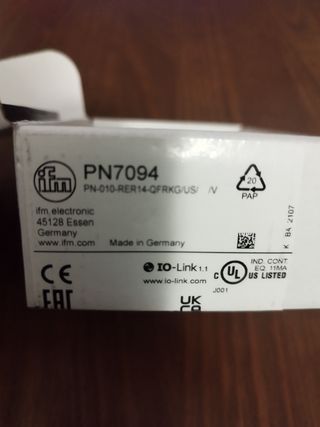 ifm
PN7094
PN-010-RER14-QFRKG/US/ /V
ifm electronic
45128 Essen
Germany
www.ifm.com Made in Germany
20
PAP
K BA 2107
CE
EAC
IO-Link 1.1
www.io-link.com
UK
CA
C UL US LISTED
IND. CONT.
EQ. 11MA
J001